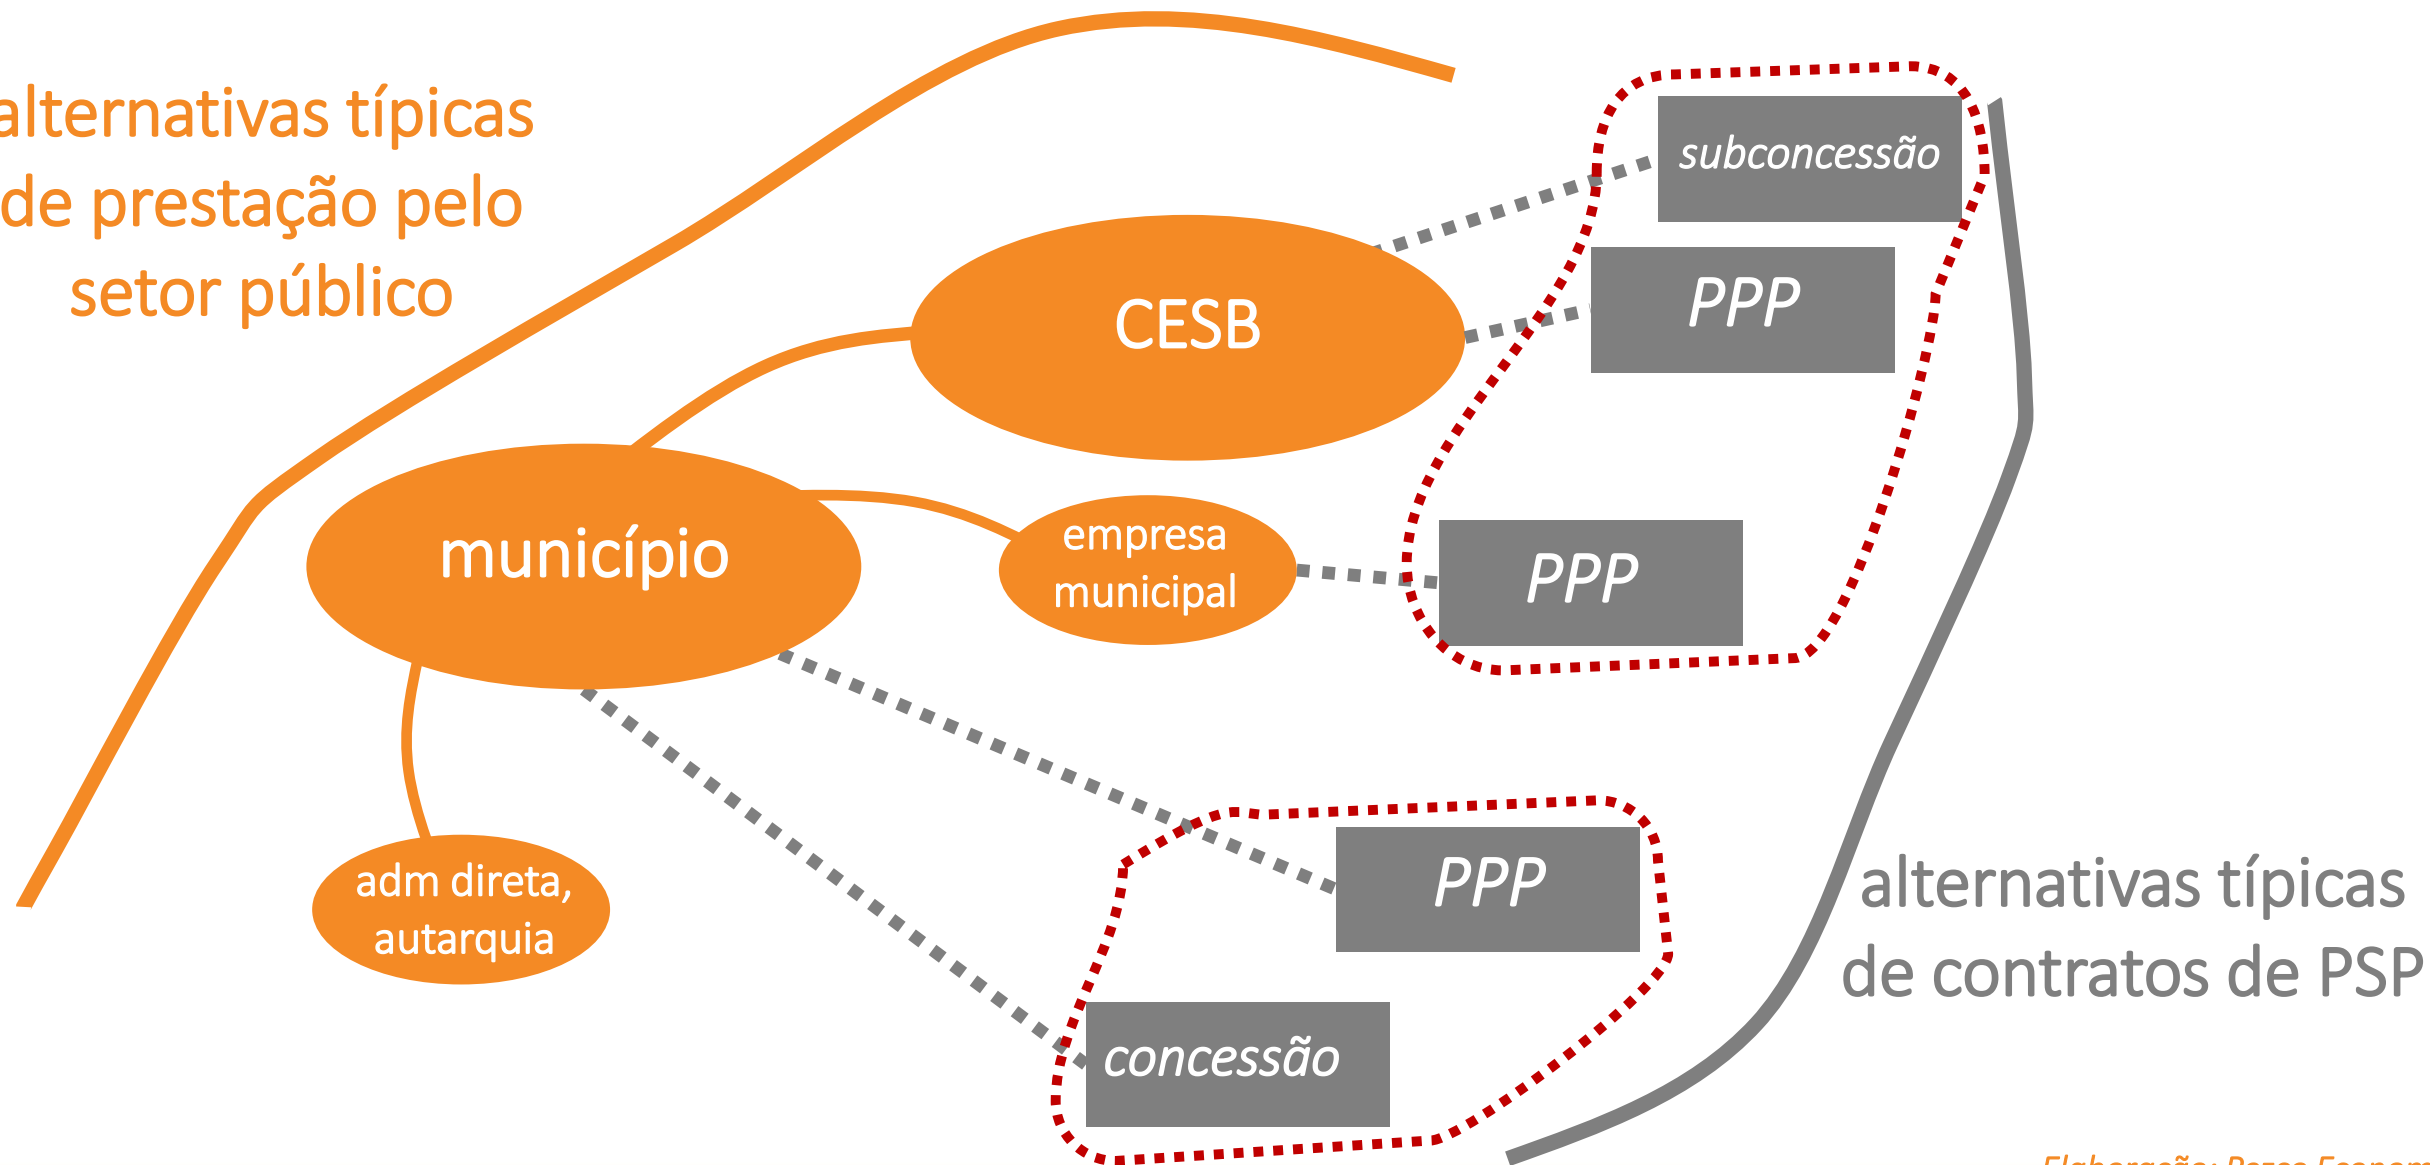 alternativas típicas
de prestação pelo
setor público
subconcessão
PPP
CESB
município
empresa
municipal
PPP
adm direta,
autarquia
PPP
concessão
alternativas típicas
de contratos de PSP
Elaboração: